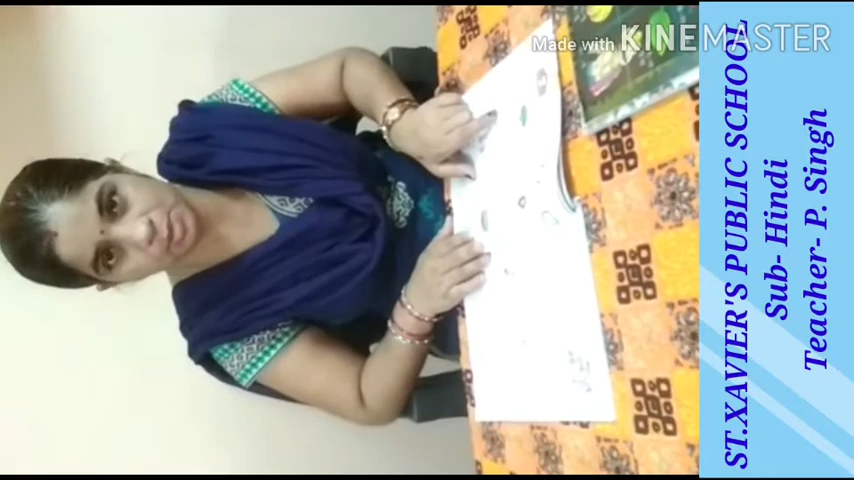 Made with KINEMASTER
ST.XAVIER'S PUBLIC SCHOOL
Sub- Hindi
Teacher- P. Singh